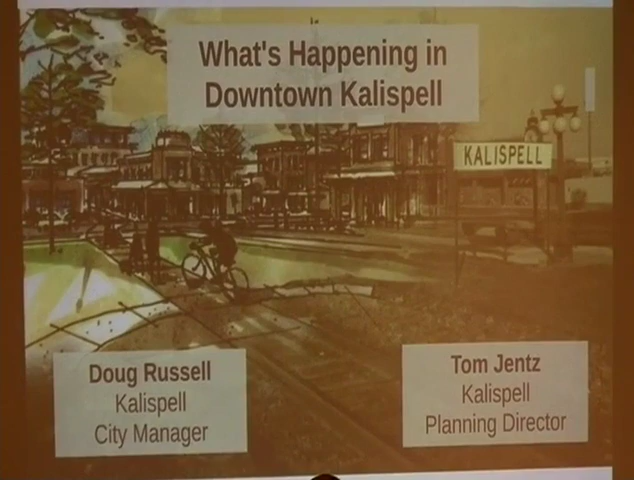 What's Happening in
Downtown Kalispell
KALISPELL
Doug Russell
Kalispell
City Manager
Tom Jentz
Kalispell
Planning Director